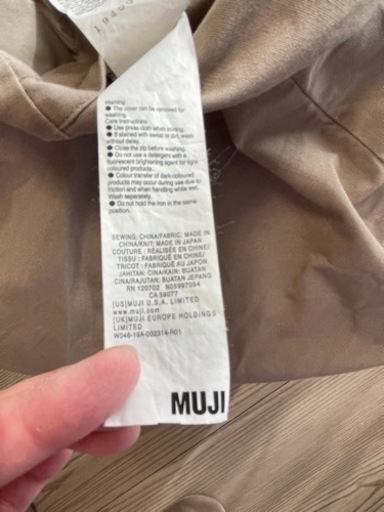 warning
● The cover can be removed for
washing.
Care instructions
● Use press cloth when ironing.
● If stained with sweat or dirt, wash
without delay.
● Close the zip before washing.
● Do not use a detergent with a
fluorescent brightening agent for light-
coloured products.
● Colour transfer of dark-coloured
products may occur during use due to
friction and when handling while wet.
Wash separately.
● Do not hold the iron in the same
position.
SEWING: CHINA/FABRIC: MADE IN
CHINA/KNIT: MADE IN JAPAN
COUTURE : RÉALISÉE EN CHINE/
TISSU : FABRIQUÉ EN CHINE/
TRICOT : FABRIQUÉ AU JAPON
JAHITAN: CINA/KAIN: BUATAN
CINA/RAJUTAN: BUATAN JEPANG
RN 120702 N05997094
CA 59077
[US]MUJI U.S.A. LIMITED
www.muji.com
[UK]MUJI EUROPE HOLDINGS
LIMITED
W046-19A-002314-R01
MUJI